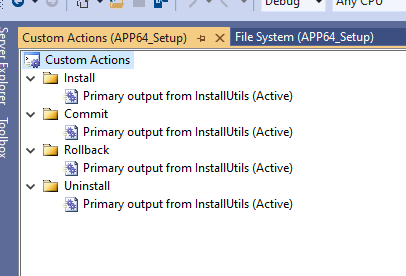 Debug
Any CPU
Custom Actions (APP64_Setup)
File System (APP64_Setup)
Server Explorer
Toolbox
Custom Actions
Install
Primary output from InstallUtils (Active)
Commit
Primary output from InstallUtils (Active)
Rollback
Primary output from InstallUtils (Active)
Uninstall
Primary output from InstallUtils (Active)